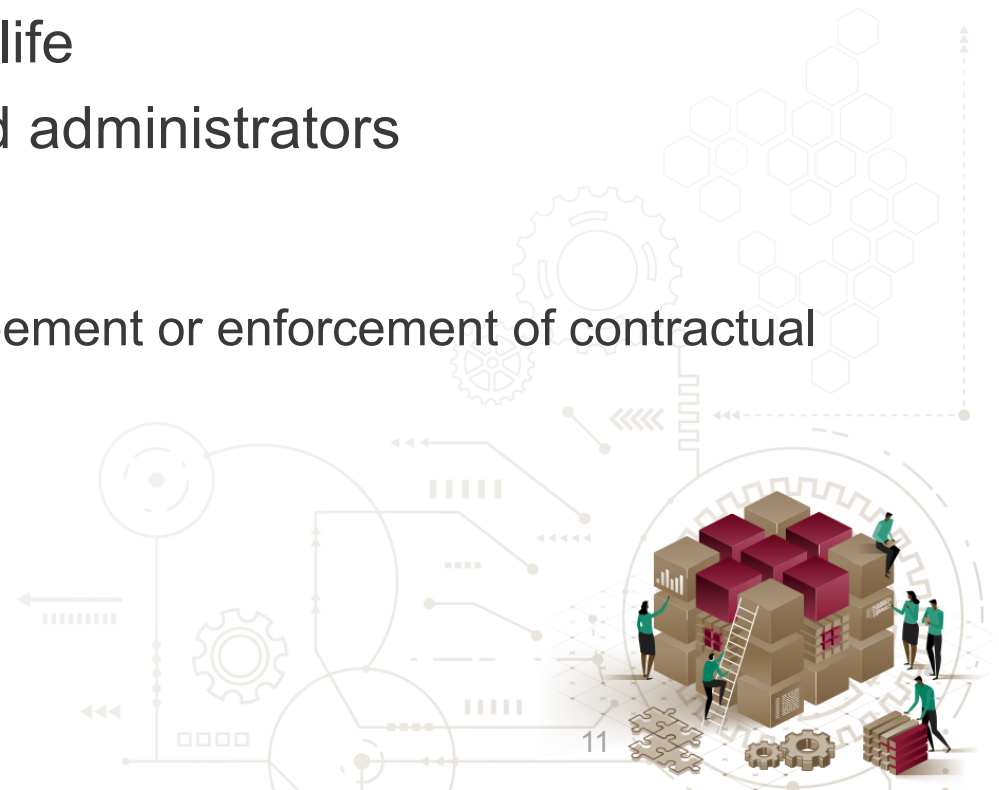 life
d administrators
ement or enforcement of contractual
11